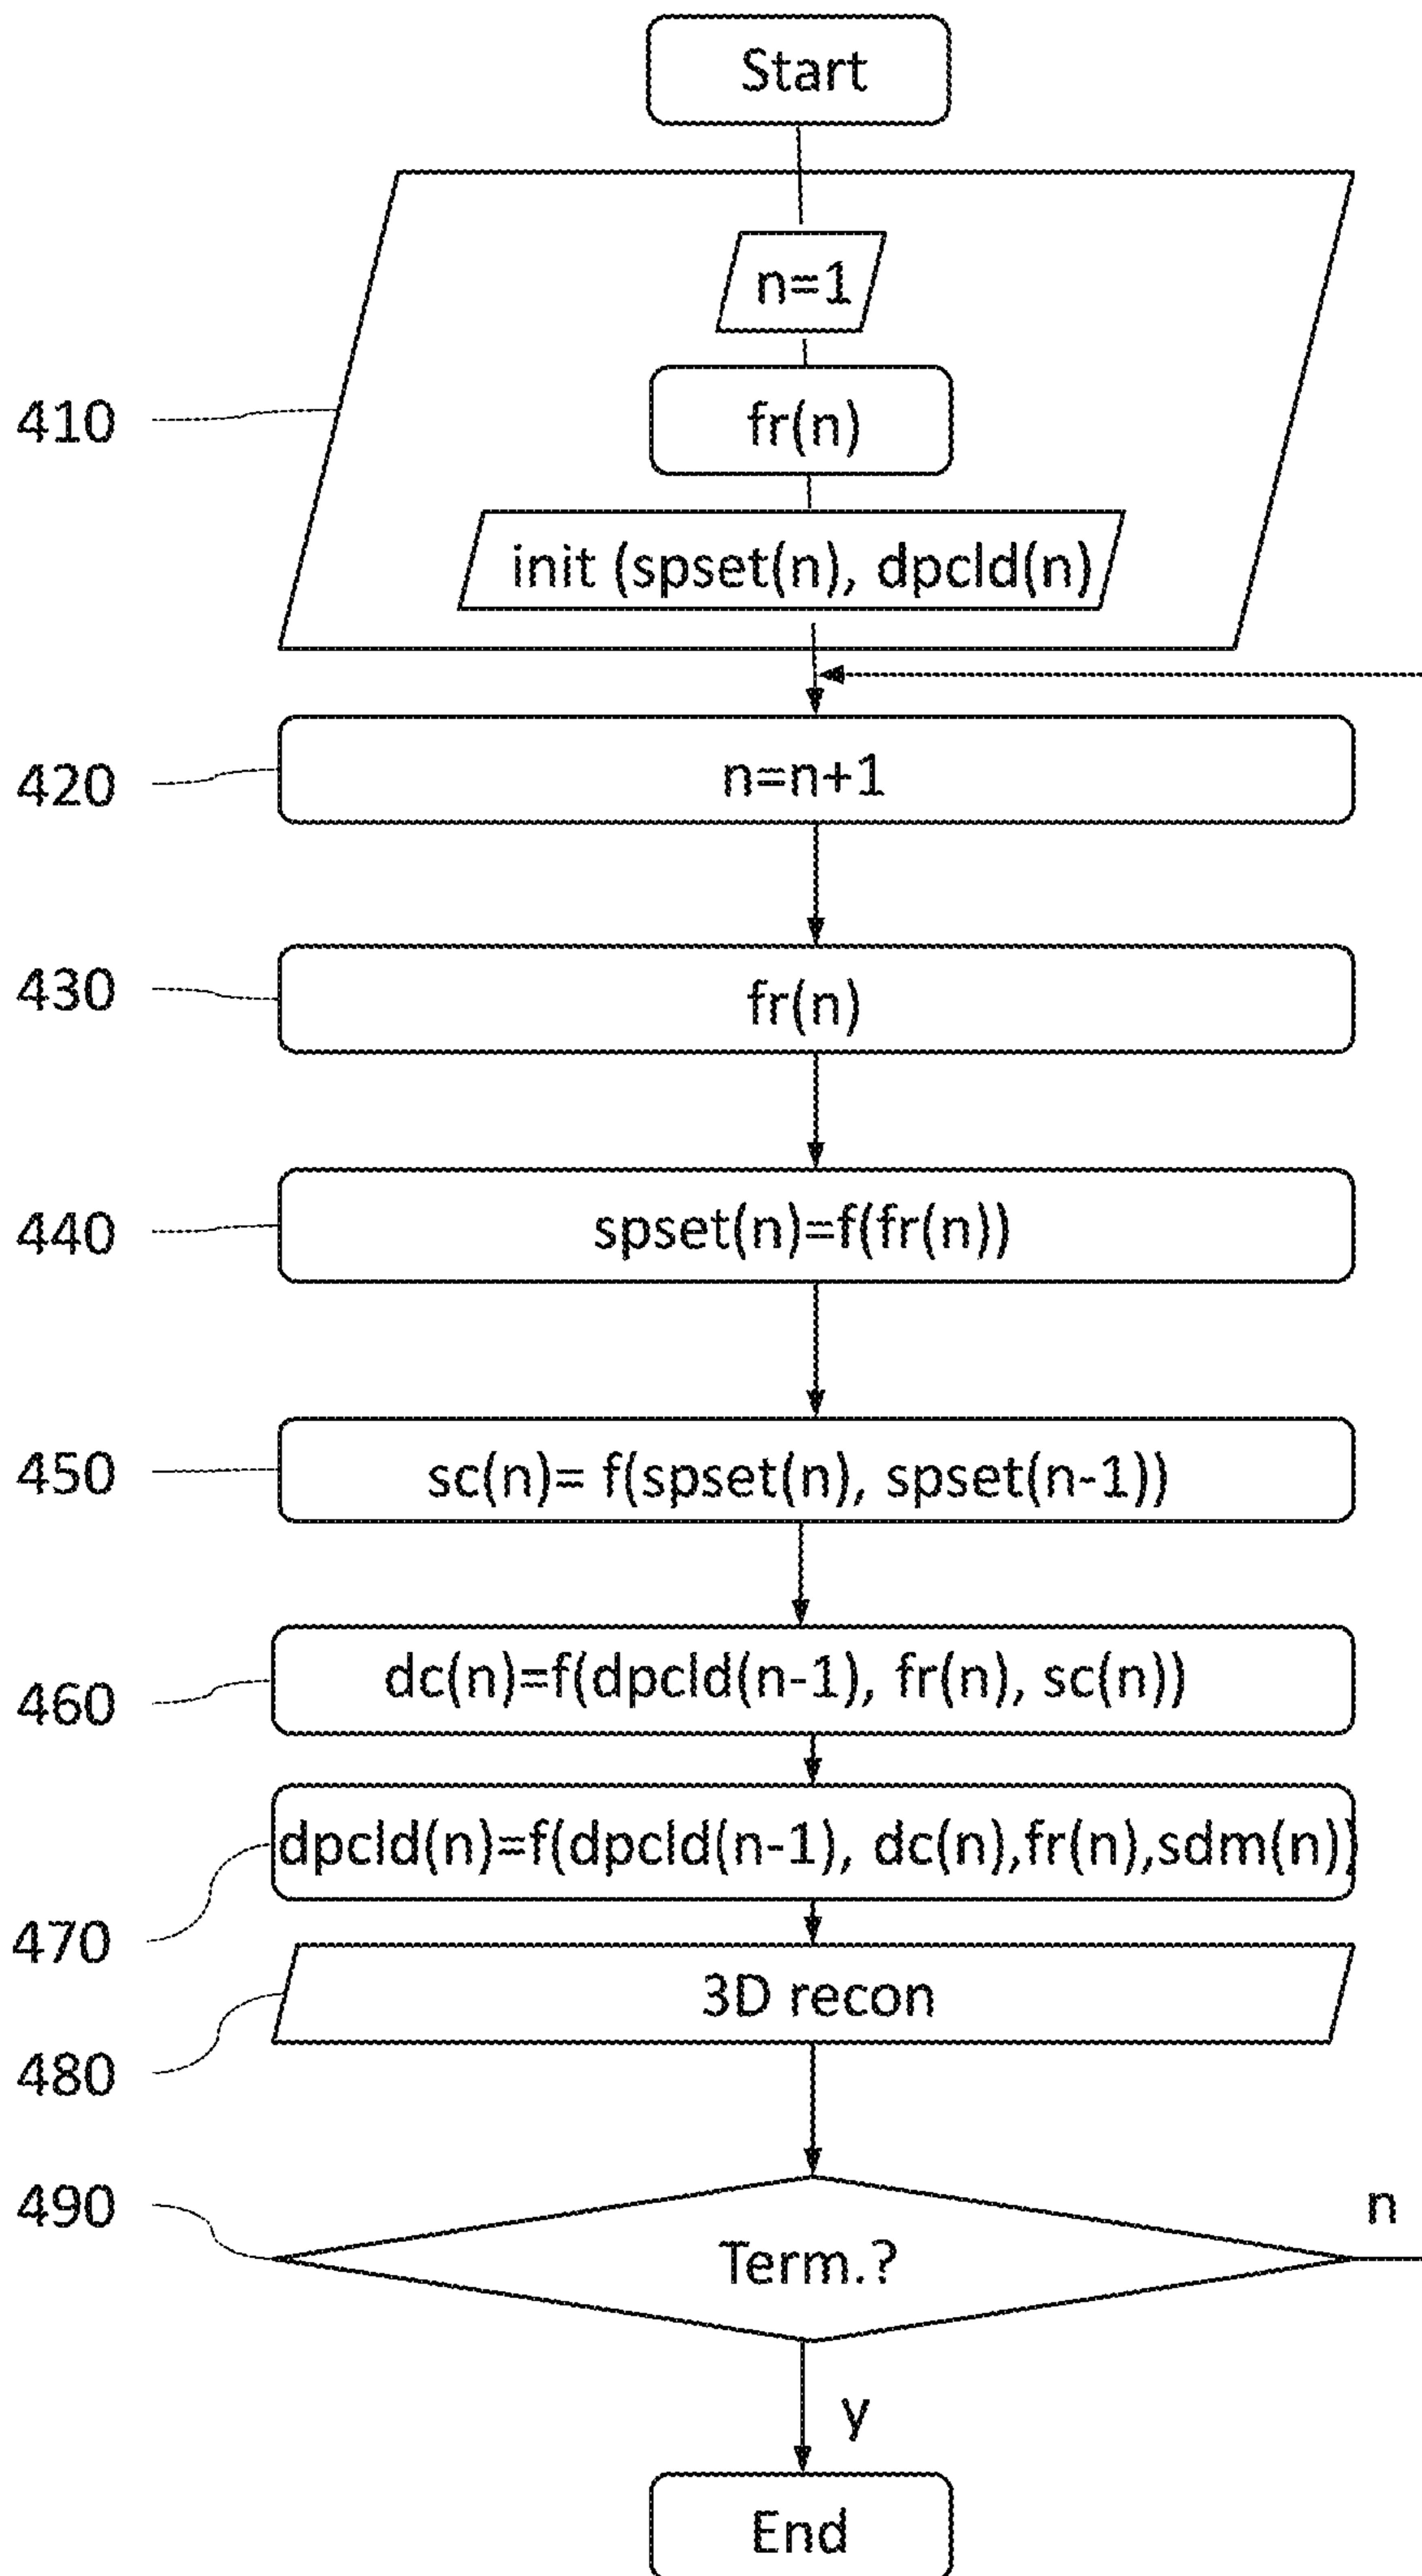 Start
n=1
410
fr(n)
init (spset(n), dpcld(n)
420
n=n+1
430
fr(n)
440
spset(n)=f(fr(n))
450
sc(n)= f(spset(n), spset(n-1))
460
dc(n)=f(dpcld(n-1), fr(n), sc(n))
470
dpcld(n)=f(dpcld(n-1), dc(n),fr(n),sdm(n))
480
3D recon
490
Term.?
n
y
End